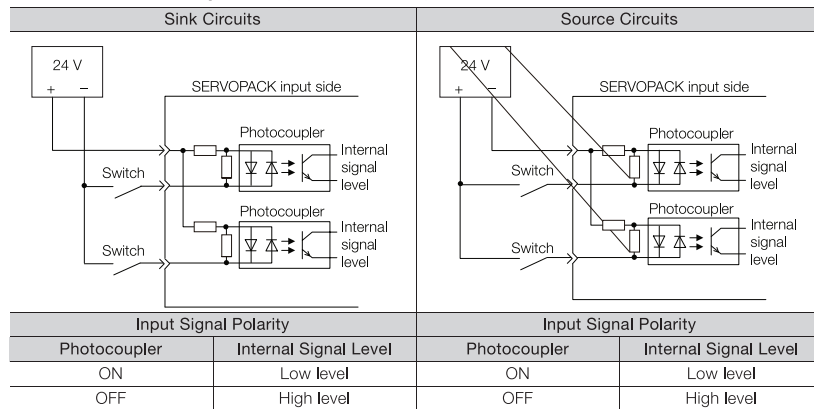 Sink Circuits
Source Circuits
24 V
+ −
SERVOPACK input side
Photocoupler
Internal
signal
level
Switch
Photocoupler
Internal
signal
level
Switch
24 V
+ −
SERVOPACK input side
Photocoupler
Internal
signal
level
Switch
Photocoupler
Internal
signal
level
Switch
Input Signal Polarity
Input Signal Polarity
Photocoupler Internal Signal Level Photocoupler Internal Signal Level
ON Low level ON Low level
OFF High level OFF High level